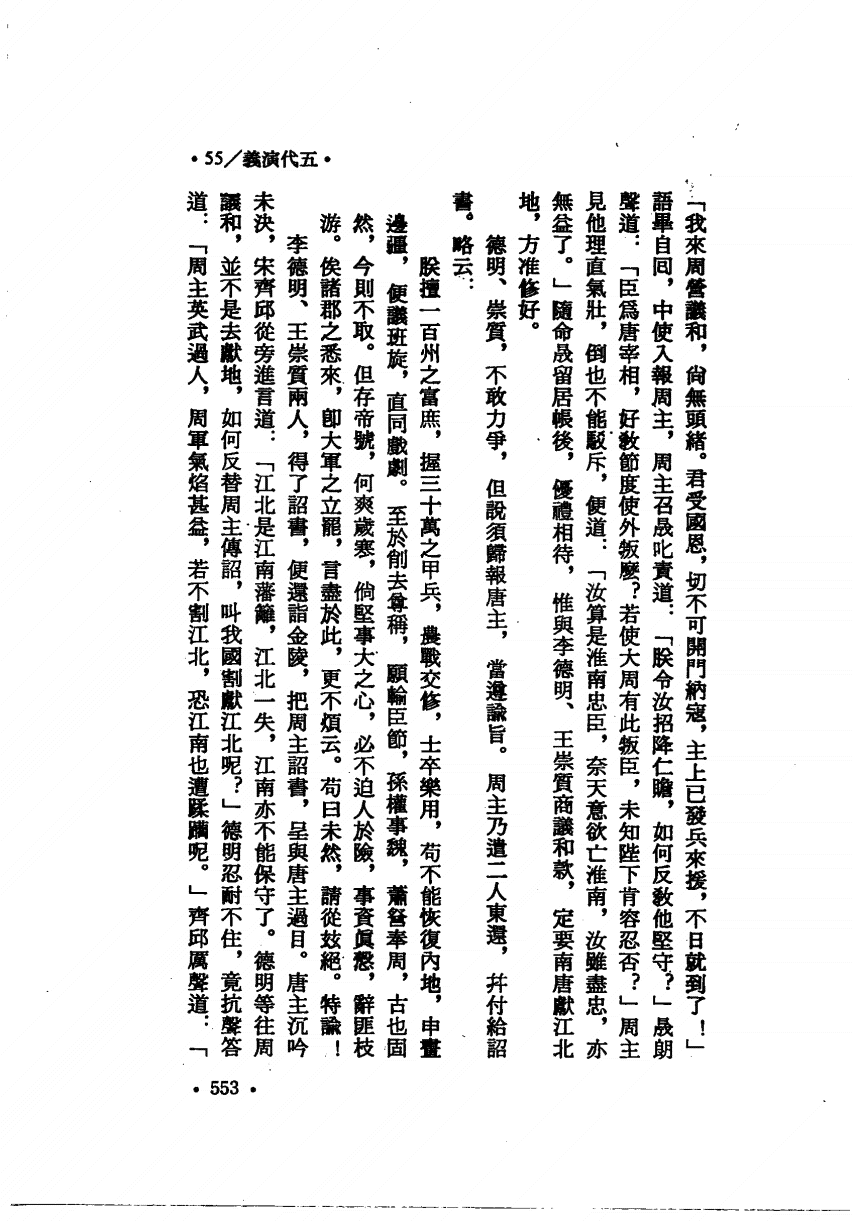 •五代演義/55•
「我來周營議和，尙無頭緒。君受國恩，切不可開門納寇，主上已發兵來援，不日就到了！」
語畢自回，中使入報周主，周主召晟叱責道：「朕令汝招降仁贍，如何反敎他堅守？」晟朗
聲道：「臣爲唐宰相，好敎節度使外叛麼？若使大周有此叛臣，未知陛下肯容忍否？」周主
見他理直氣壯，倒也不能駁斥，便道：「汝算是淮南忠臣，奈天意欲亡淮南，汝雖盡忠，亦
無益了。」隨命晟留居帳後，優禮相待，惟與李德明、王崇質商議和款，定要南唐獻江北
地，方准修好。
德明、崇質，不敢力爭，但說須歸報唐主，當遵諭旨。周主乃遣二人東還，幷付給詔
書。略云：
朕擅一百州之富庶，握三十萬之甲兵，農戰交修，士卒樂用，苟不能恢復內地，申畫
邊疆，便議班旋，直同戲劇。至於削去尊稱，願輸臣節，孫權事魏，蕭詧奉周，古也固
然，今則不取。但存帝號，何爽歲寒，倘堅事大之心，必不迫人於險，事資眞慤，辭匪枝
游。俟諸郡之悉來，卽大軍之立罷，言盡於此，更不煩云。苟曰未然，請從玆絕。特諭！
李德明、王崇質兩人，得了詔書，便還詣金陵，把周主詔書，呈與唐主過目。唐主沉吟
未決，宋齊邱從旁進言道：「江北是江南藩籬，江北一失，江南亦不能保守了。德明等往周
議和，並不是去獻地，如何反替周主傳詔，叫我國割獻江北呢？」德明忍耐不住，竟抗聲答
道：「周主英武過人，周軍氣焰甚益，若不割江北，恐江南也遭蹂躪呢。」齊邱厲聲道：「
•553•